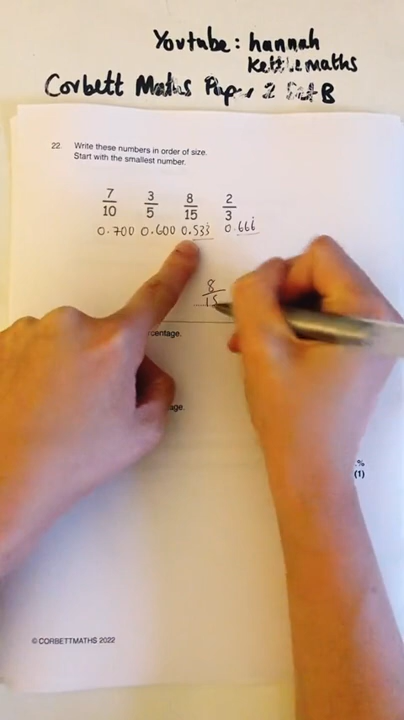 Youtube: hannah
kettlemaths
Corbett Maths Paper 2 Set B
22 Write these numbers in order of size.
Start with the smallest number.
7/10 3/5 8/15 2/3
0.700 0.600 0.533 0.666
8/15
rcentage.
age.
%
(1)
© CORBETTMATHS 2022